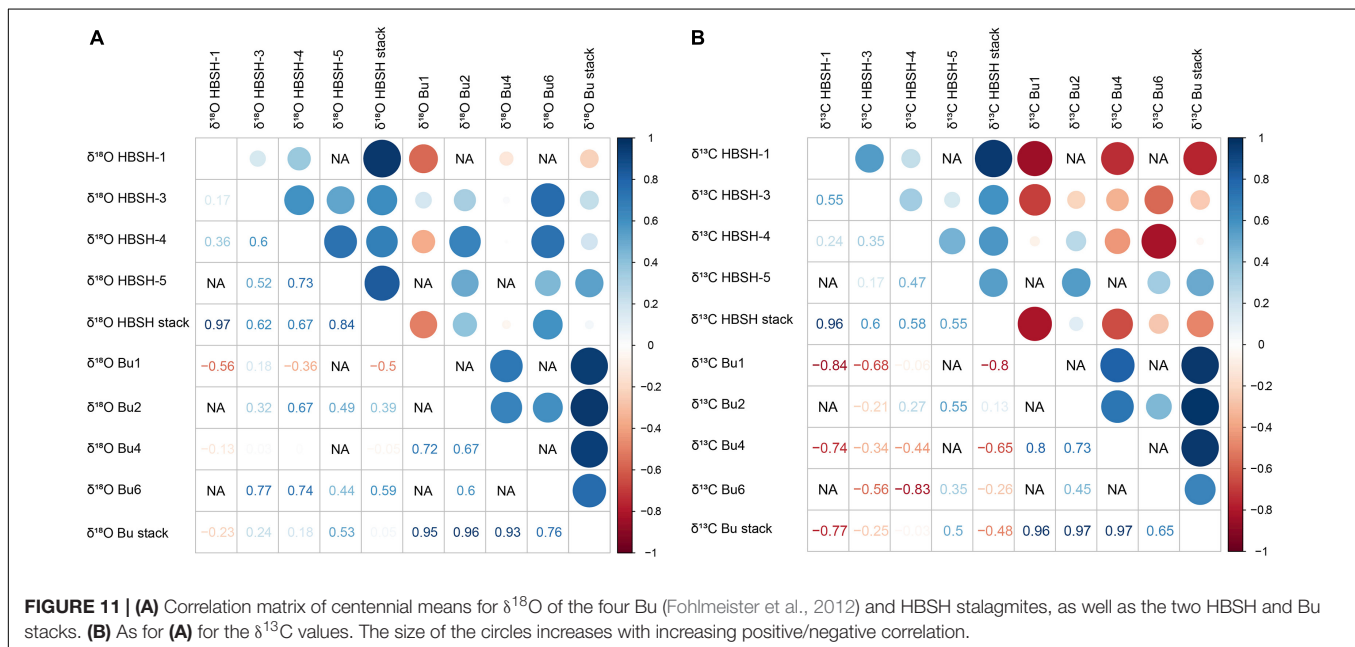 A
δ¹⁸O HBSH-1 δ¹⁸O HBSH-3 δ¹⁸O HBSH-4 δ¹⁸O HBSH-5 δ¹⁸O HBSH stack δ¹⁸O Bu1 δ¹⁸O Bu2 δ¹⁸O Bu4 δ¹⁸O Bu6 δ¹⁸O Bu stack
δ¹⁸O HBSH-1 NA NA NA
δ¹⁸O HBSH-3 0.17
δ¹⁸O HBSH-4 0.36 0.6
δ¹⁸O HBSH-5 NA 0.52 0.73 NA NA
δ¹⁸O HBSH stack 0.97 0.62 0.67 0.84
δ¹⁸O Bu1 −0.56 0.18 −0.36 NA −0.5 NA NA
δ¹⁸O Bu2 NA 0.32 0.67 0.49 0.39 NA
δ¹⁸O Bu4 −0.13 NA −0.05 0.72 0.67 NA
δ¹⁸O Bu6 NA 0.77 0.74 0.44 0.59 NA 0.6 NA
δ¹⁸O Bu stack −0.23 0.24 0.18 0.53 0.05 0.95 0.96 0.93 0.76
1
0.8
0.6
0.4
0.2
0
−0.2
−0.4
−0.6
−0.8
−1
B
δ¹³C HBSH-1 δ¹³C HBSH-3 δ¹³C HBSH-4 δ¹³C HBSH-5 δ¹³C HBSH stack δ¹³C Bu1 δ¹³C Bu2 δ¹³C Bu4 δ¹³C Bu6 δ¹³C Bu stack
δ¹³C HBSH-1 NA NA NA
δ¹³C HBSH-3 0.55
δ¹³C HBSH-4 0.24 0.35
δ¹³C HBSH-5 NA 0.17 0.47 NA NA
δ¹³C HBSH stack 0.96 0.6 0.58 0.55
δ¹³C Bu1 −0.84 −0.68 −0.06 NA −0.8 NA NA
δ¹³C Bu2 NA −0.21 0.27 0.55 0.13 NA
δ¹³C Bu4 −0.74 −0.34 −0.44 NA −0.65 0.8 0.73 NA
δ¹³C Bu6 NA −0.56 −0.83 0.35 −0.26 NA 0.45 NA
δ¹³C Bu stack −0.77 −0.25 0.5 −0.48 0.96 0.97 0.97 0.65
1
0.8
0.6
0.4
0.2
0
−0.2
−0.4
−0.6
−0.8
−1
FIGURE 11 | (A) Correlation matrix of centennial means for δ¹⁸O of the four Bu (Fohlmeister et al., 2012) and HBSH stalagmites, as well as the two HBSH and Bu
stacks. (B) As for (A) for the δ¹³C values. The size of the circles increases with increasing positive/negative correlation.